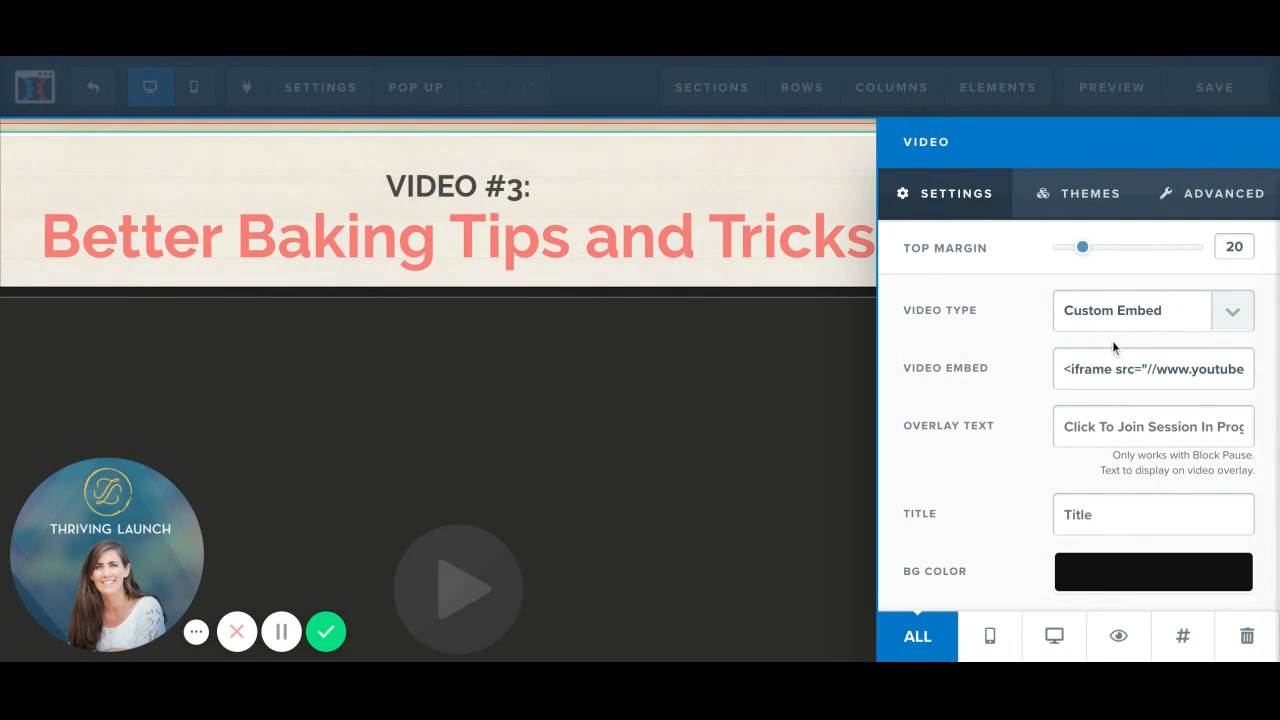 SETTINGS
POP UP
SECTIONS
ROWS
COLUMNS
ELEMENTS
PREVIEW
SAVE
VIDEO #3:
Better Baking Tips and Tricks
THRIVING LAUNCH
VIDEO
SETTINGS
THEMES
ADVANCED
TOP MARGIN
20
VIDEO TYPE
Custom Embed
VIDEO EMBED
<iframe src="//www.youtube
OVERLAY TEXT
Click To Join Session In Prog
Only works with Block Pause.
Text to display on video overlay.
TITLE
Title
BG COLOR
ALL
#